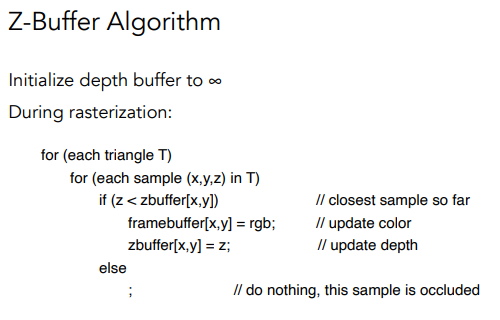 Z-Buffer Algorithm
Initialize depth buffer to ∞
During rasterization:
for (each triangle T)
for (each sample (x,y,z) in T)
if (z < zbuffer[x,y]) // closest sample so far
framebuffer[x,y] = rgb; // update color
zbuffer[x,y] = z; // update depth
else
; // do nothing, this sample is occluded